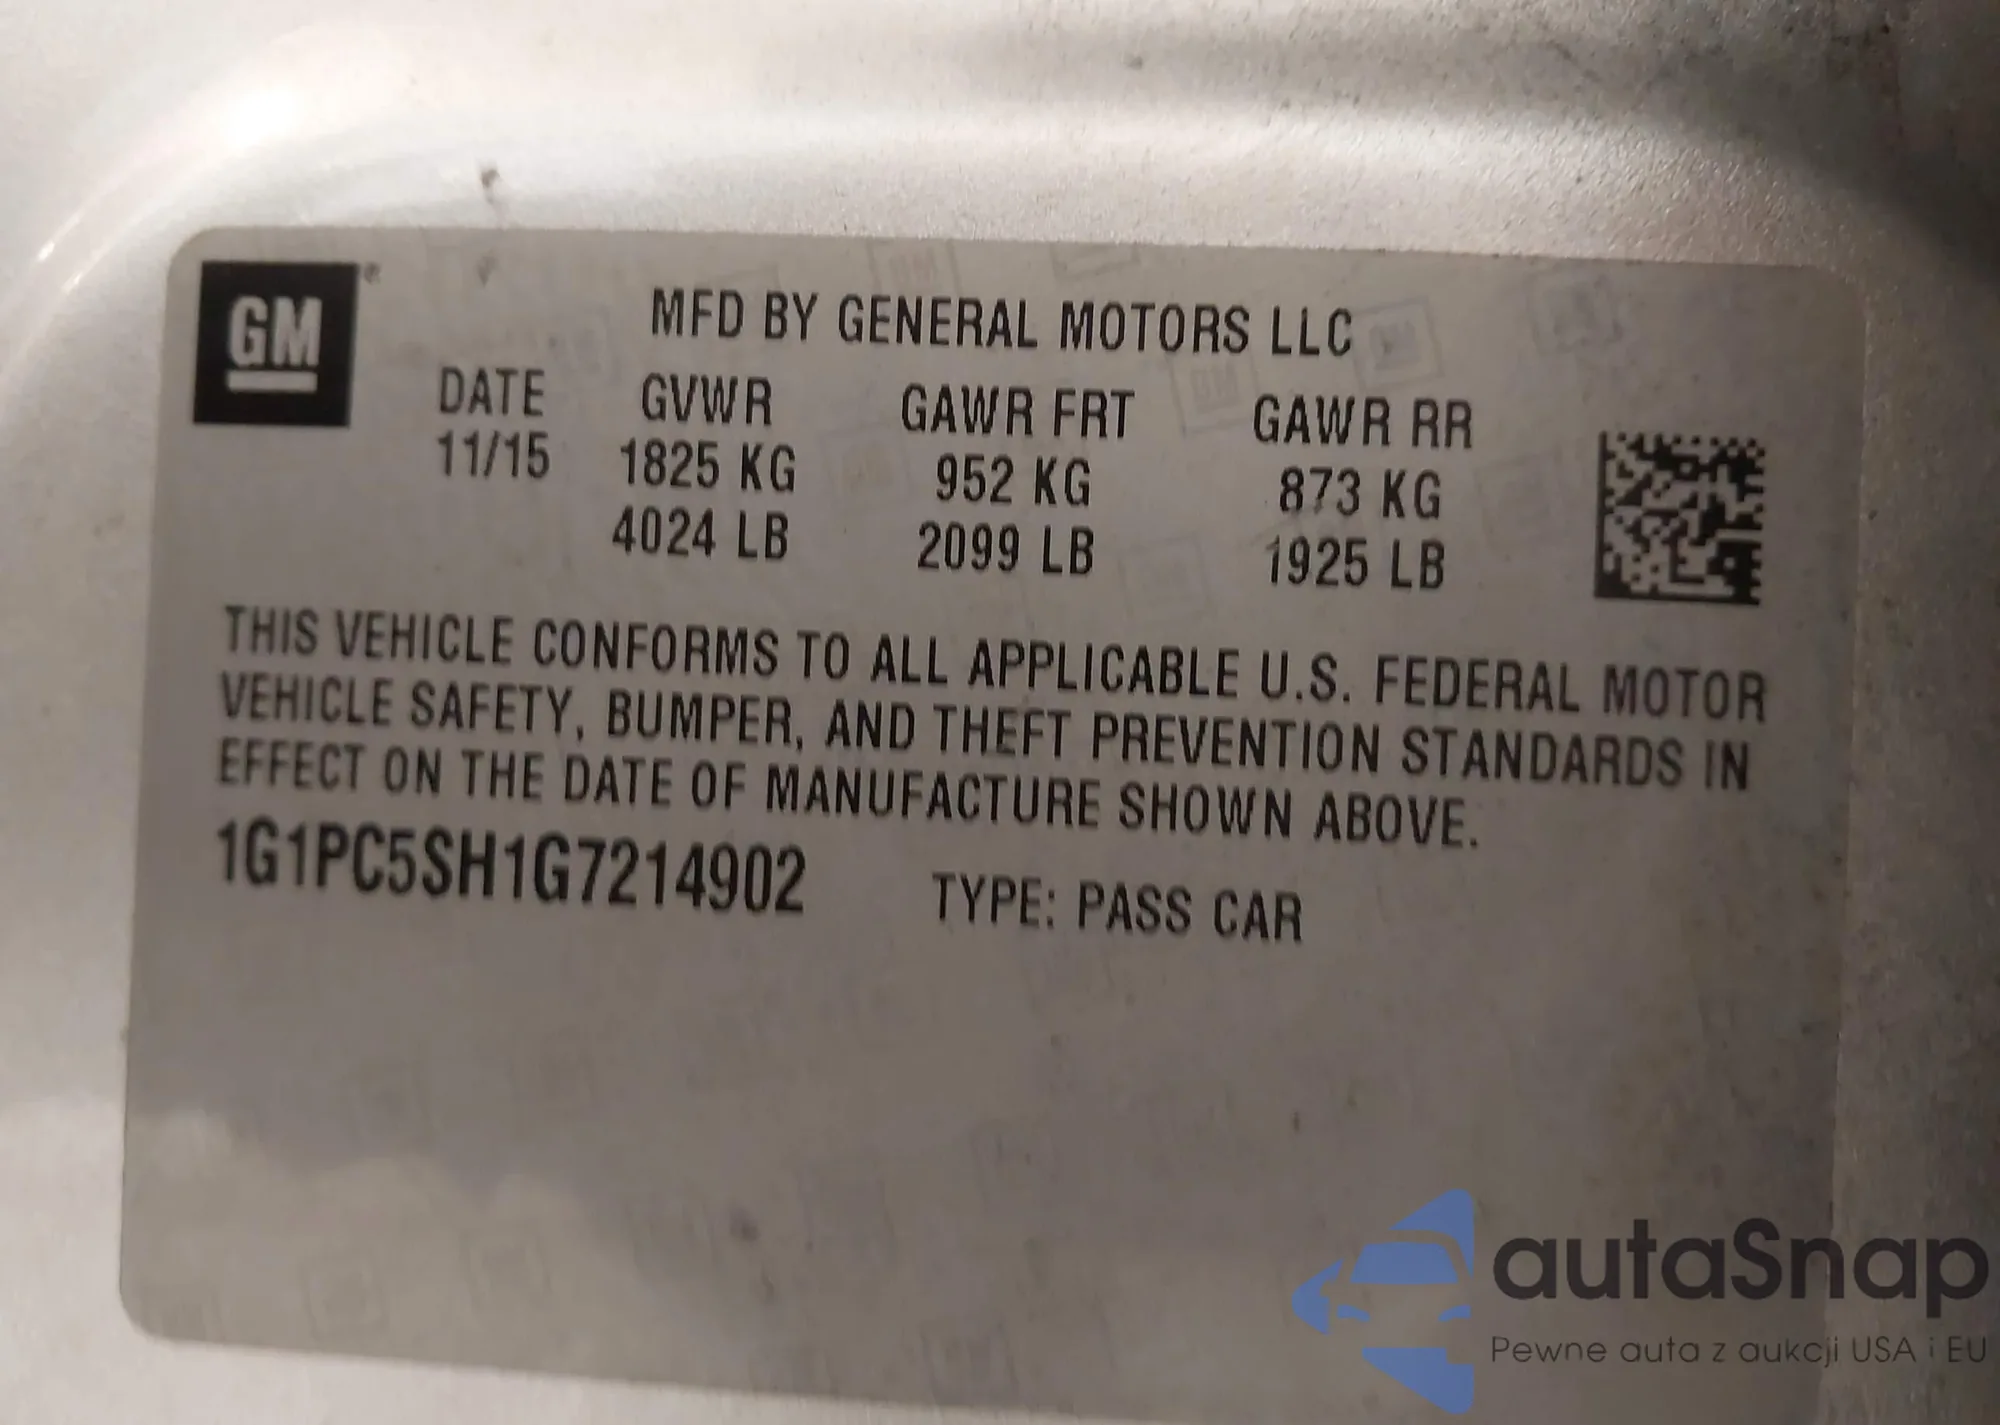 GM
MFD BY GENERAL MOTORS LLC
DATE GVWR GAWR FRT GAWR RR
11/15 1825 KG 952 KG 873 KG
4024 LB 2099 LB 1925 LB
THIS VEHICLE CONFORMS TO ALL APPLICABLE U.S. FEDERAL MOTOR
VEHICLE SAFETY, BUMPER, AND THEFT PREVENTION STANDARDS IN
EFFECT ON THE DATE OF MANUFACTURE SHOWN ABOVE.
1G1PC5SH1G7214902 TYPE: PASS CAR
autaSnap
Pewne auta z aukcji USA i EU